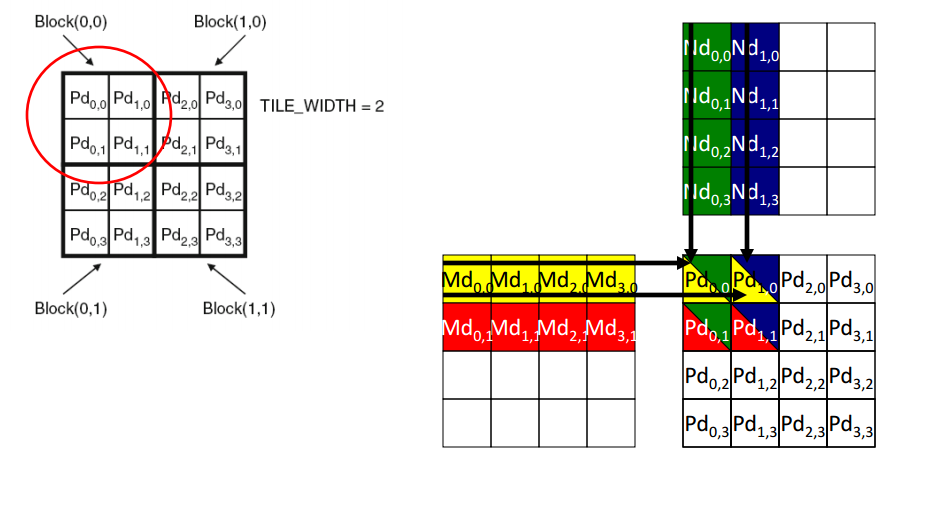 Block(0,0) Block(1,0)
Pd0,0 Pd1,0 Pd2,0 Pd3,0
TILE_WIDTH = 2
Pd0,1 Pd1,1 Pd2,1 Pd3,1
Pd0,2 Pd1,2 Pd2,2 Pd3,2
Pd0,3 Pd1,3 Pd2,3 Pd3,3
Block(0,1) Block(1,1)
Nd0,0 Nd1,0
Nd0,1 Nd1,1
Nd0,2 Nd1,2
Nd0,3 Nd1,3
Md0,0 Md1,0 Md2,0 Md3,0
Md0,1 Md1,1 Md2,1 Md3,1
Pd0,0 Pd1,0 Pd2,0 Pd3,0
Pd0,1 Pd1,1 Pd2,1 Pd3,1
Pd0,2 Pd1,2 Pd2,2 Pd3,2
Pd0,3 Pd1,3 Pd2,3 Pd3,3